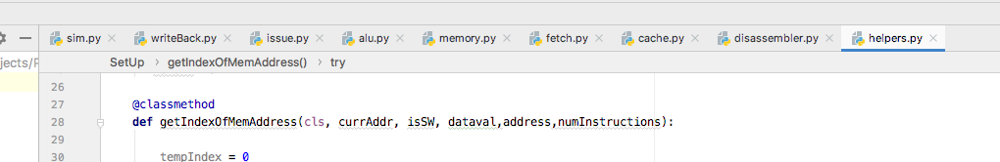 sim.py writeBack.py issue.py alu.py memory.py fetch.py cache.py disassembler.py helpers.py
jects/F SetUp getIndexOfMemAddress() try
26
27 @classmethod
28 def getIndexOfMemAddress(cls, currAddr, isSW, dataval,address,numInstructions):
29
30 tempIndex = 0